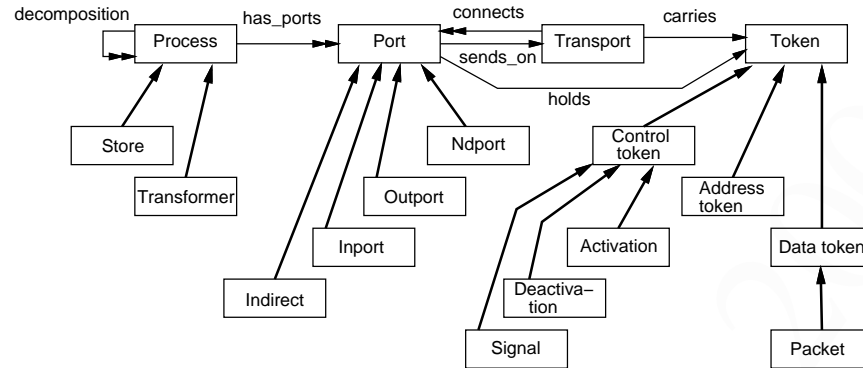 decomposition
Process
has_ports
Port
connects
sends_on
Transport
carries
Token
holds
Store
Ndport
Control
token
Transformer
Outport
Address
token
Inport
Activation
Data token
Indirect
Deactiva−
tion
Signal
Packet